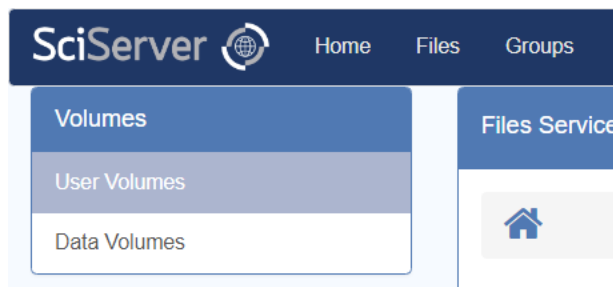 SciServer Home Files Groups
Volumes
User Volumes
Data Volumes
Files Service